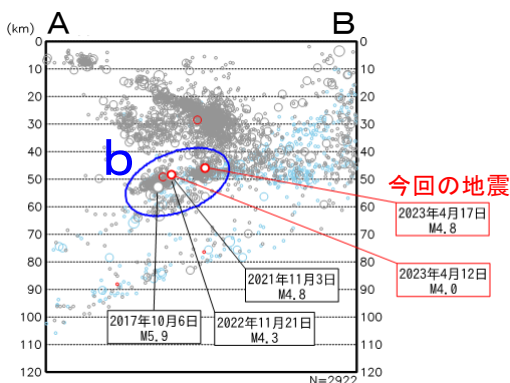 A B
(km)
0 0
10 10
20 20
30 30
40 40
b
50 50
今回の地震
60 60
2023年4月17日
M4.8
70 70
80 80
2023年4月12日
M4.0
2021年11月3日
M4.8
90 90
100 100
2017年10月6日
M5.9
2022年11月21日
M4.3
110 110
120 120
N=2922